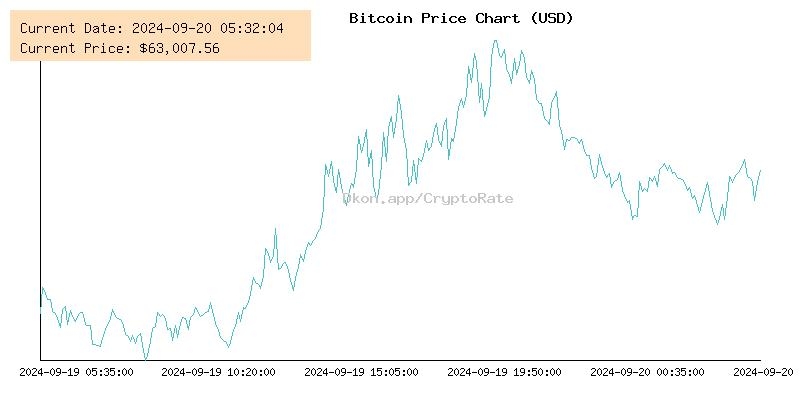 Bitcoin Price Chart (USD)
Current Date: 2024-09-20 05:32:04
Current Price: $63,007.56
Dkon.app/CryptoRate
2024-09-19 05:35:00 2024-09-19 10:20:00 2024-09-19 15:05:00 2024-09-19 19:50:00 2024-09-20 00:35:00 2024-09-20